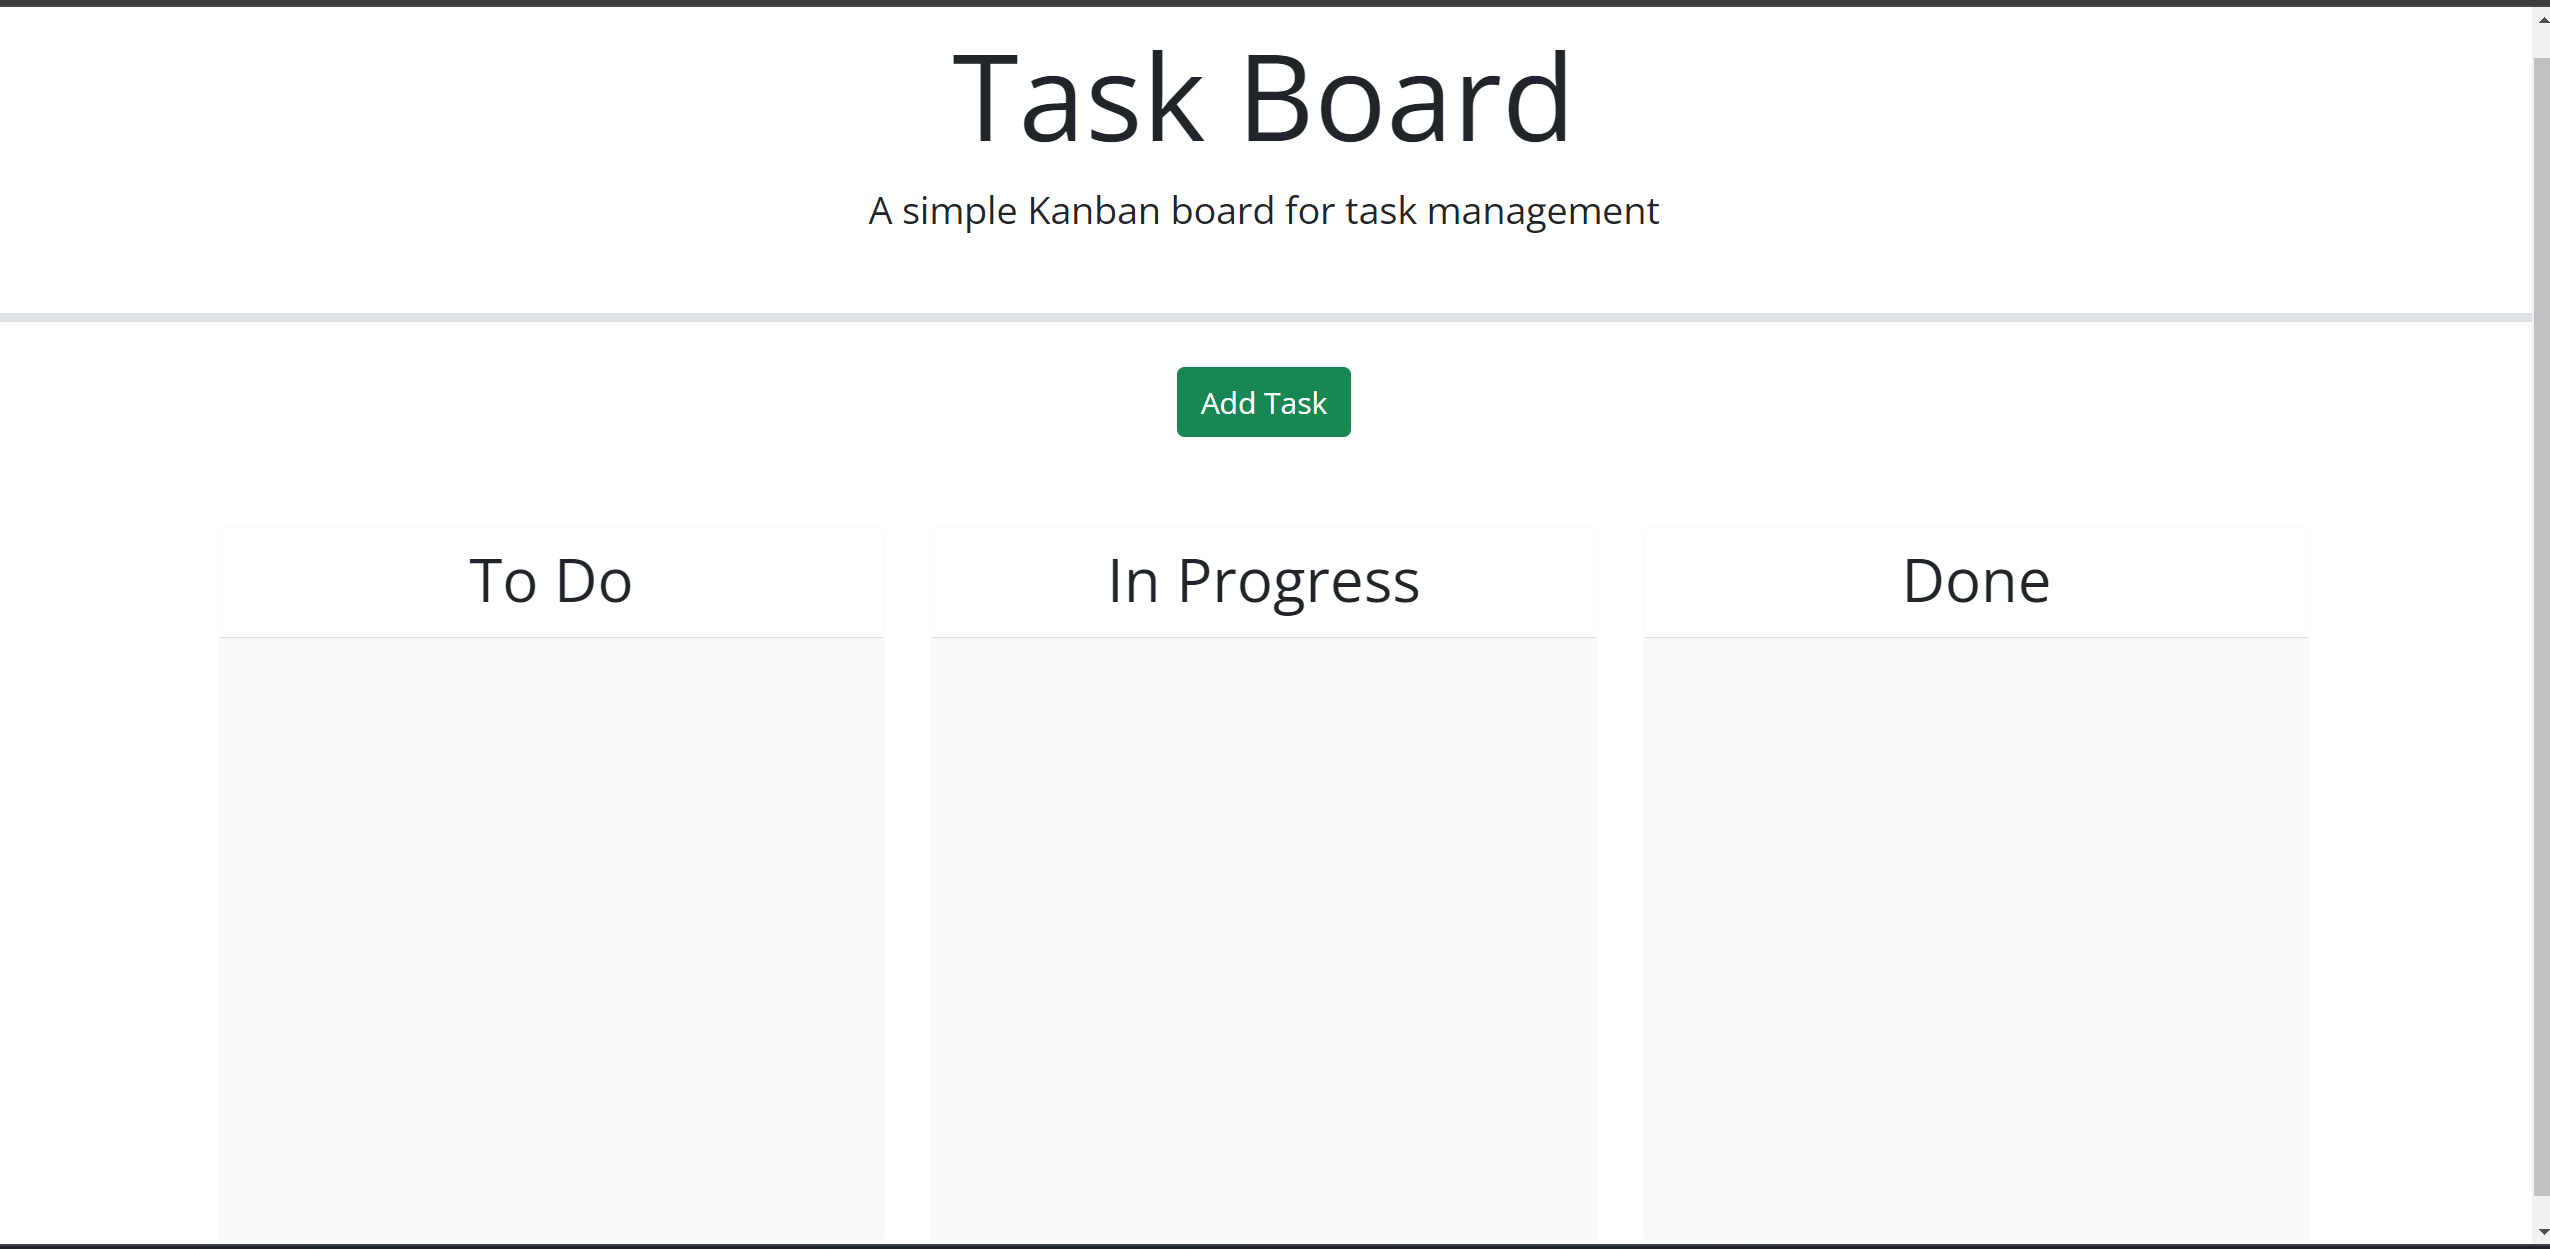 Task Board
A simple Kanban board for task management
Add Task
To Do
In Progress
Done